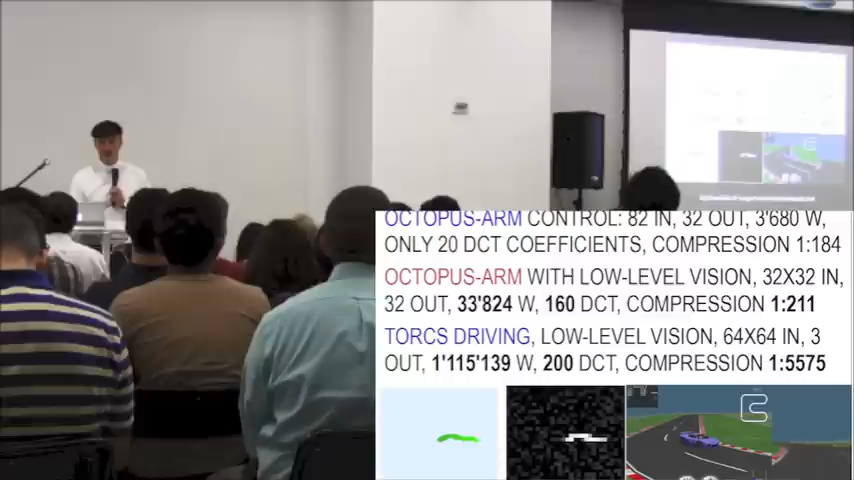 OCTOPUS-ARM CONTROL: 82 IN, 32 OUT, 3'680 W,
ONLY 20 DCT COEFFICIENTS, COMPRESSION 1:184
OCTOPUS-ARM WITH LOW-LEVEL VISION, 32X32 IN,
32 OUT, 33'824 W, 160 DCT, COMPRESSION 1:211
TORCS DRIVING, LOW-LEVEL VISION, 64X64 IN, 3
OUT, 1'115'139 W, 200 DCT, COMPRESSION 1:5575